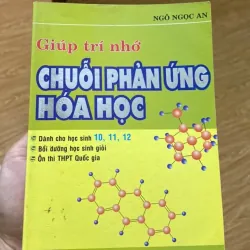 NGÔ NGỌC AN
Giúp trí nhớ
CHUỖI PHẢN ỨNG
HÓA HỌC
Dành cho học sinh 10, 11, 12
Bồi dưỡng học sinh giỏi
Ôn thi THPT Quốc gia